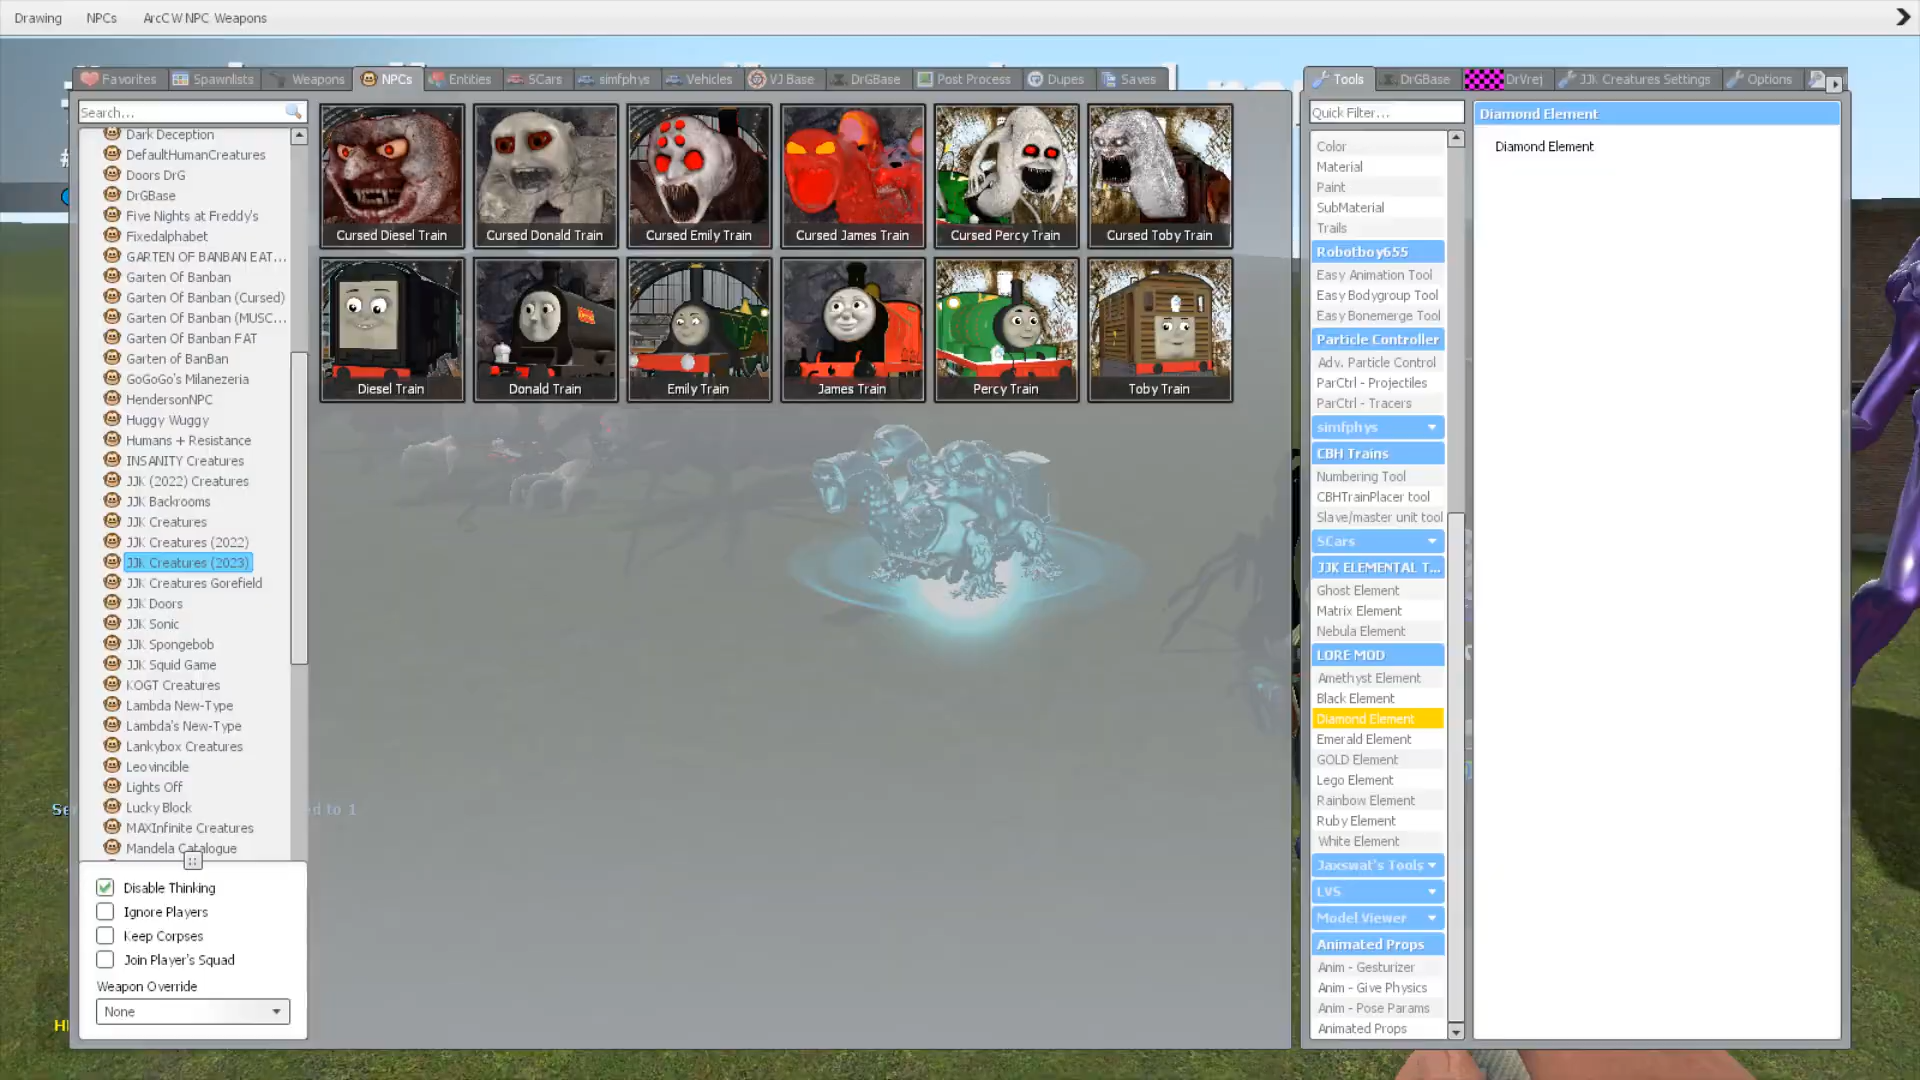 Drawing NPCs ArcCW NPC Weapons
Favorites Spawnlists Weapons NPCs Entities SCars simfphys Vehicles VJ Base DrGBase Post Process Dupes Saves
Search...
Dark Deception
DefaultHumanCreatures
Doors DrG
DrGBase
Five Nights at Freddy's
Fixedalphabet
GARTEN OF BANBAN EAT...
Garten Of Banban
Garten Of Banban (Cursed)
Garten Of Banban (MUSC...
Garten Of Banban FAT
Garten of BanBan
GoGoGo's Milanezeria
HendersonNPC
Huggy Wuggy
Humans + Resistance
INSANITY Creatures
JJK (2022) Creatures
JJK Backrooms
JJK Creatures
JJK Creatures (2022)
JJK Creatures (2023)
JJK Creatures Gorefield
JJK Doors
JJK Sonic
JJK Spongebob
JJK Squid Game
KOGT Creatures
Lambda New-Type
Lambda's New-Type
Lankybox Creatures
Leovincible
Lights Off
Lucky Block
MAXInfinite Creatures
Mandela Catalogue
Disable Thinking
Ignore Players
Keep Corpses
Join Player's Squad
Weapon Override
None
Cursed Diesel Train
Cursed Donald Train
Cursed Emily Train
Cursed James Train
Cursed Percy Train
Cursed Toby Train
Diesel Train
Donald Train
Emily Train
James Train
Percy Train
Toby Train
d to 1
Tools DrGBase DrVrej JJK Creatures Settings Options
Quick Filter...
Color
Material
Paint
SubMaterial
Trails
Robotboy655
Easy Animation Tool
Easy Bodygroup Tool
Easy Bonemerge Tool
Particle Controller
Adv. Particle Control
ParCtrl - Projectiles
ParCtrl - Tracers
simfphys
CBH Trains
Numbering Tool
CBHTrainPlacer tool
Slave/master unit tool
SCars
JJK ELEMENTAL T...
Ghost Element
Matrix Element
Nebula Element
LORE MOD
Amethyst Element
Black Element
Diamond Element
Emerald Element
GOLD Element
Lego Element
Rainbow Element
Ruby Element
White Element
Jaxswat's Tools
LVS
Model Viewer
Animated Props
Anim - Gesturizer
Anim - Give Physics
Anim - Pose Params
Animated Props
Diamond Element
Diamond Element